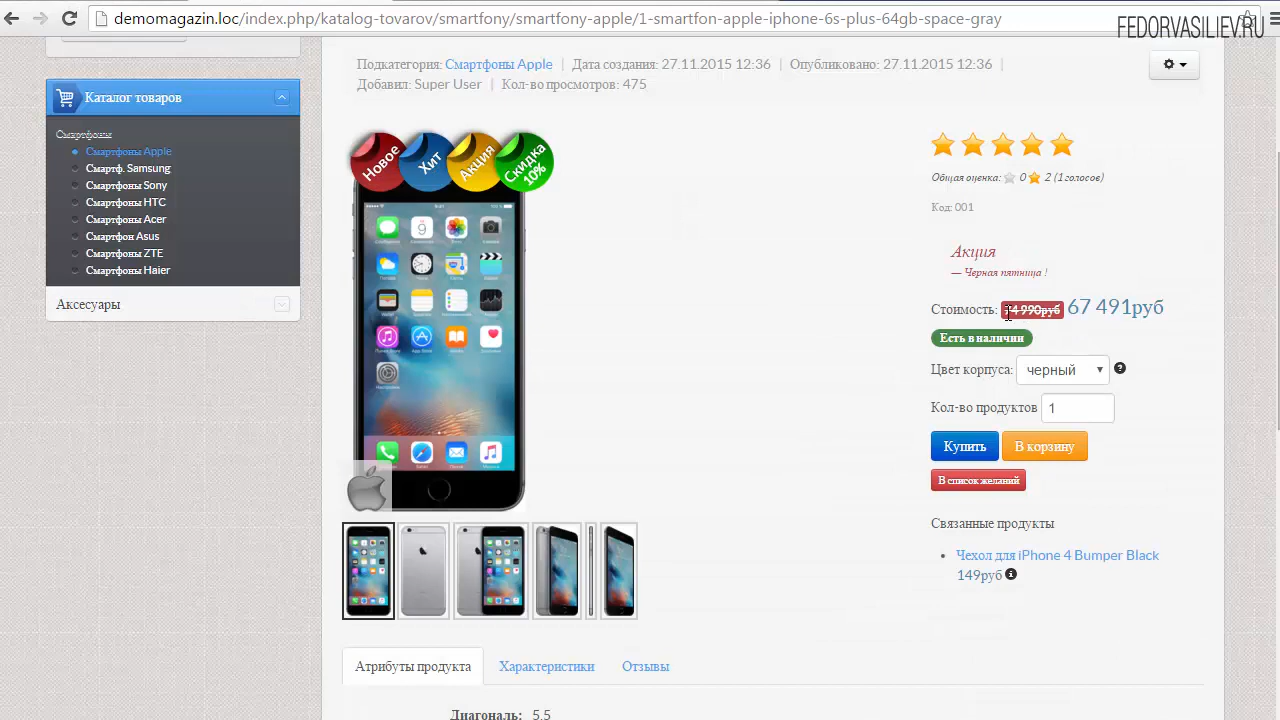 demomagazin.loc/index.php/katalog-tovarov/smartfony/smartfony-apple/1-smartfon-apple-iphone-6s-plus-64gb-space-gray
FEDORVASILIEV.RU
Подкатегория: Смартфоны Apple | Дата создания: 27.11.2015 12:36 | Опубликовано: 27.11.2015 12:36 |
Добавил: Super User | Кол-во просмотров: 475
Каталог товаров
Смартфоны
Смартфоны Apple
Смартф. Samsung
Смартфоны Sony
Смартфоны HTC
Смартфоны Acer
Смартфон Asus
Смартфоны ZTE
Смартфоны Haier
Аксесуары
Новое
Хит
Акция
Скидка
10%
Общая оценка: 0 2 (1голосов)
Код: 001
Акция
— Черная пятница !
Стоимость: 74 990руб 67 491руб
Есть в наличии
Цвет корпуса: черный
Кол-во продуктов 1
Купить В корзину
В список желаний
Связанные продукты
Чехол для iPhone 4 Bumper Black
149руб
Атрибуты продукта Характеристики Отзывы
Диагональ: 5.5